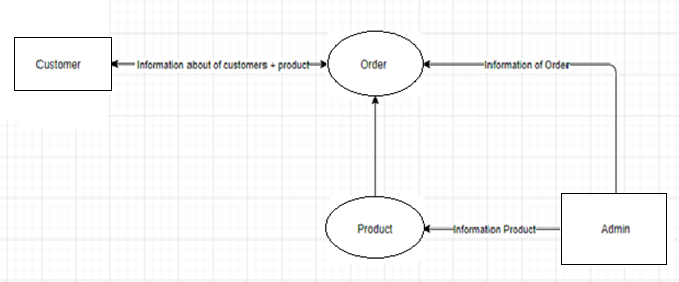 Customer
Information about of customers + product
Order
Information of Order
Product
Information Product
Admin